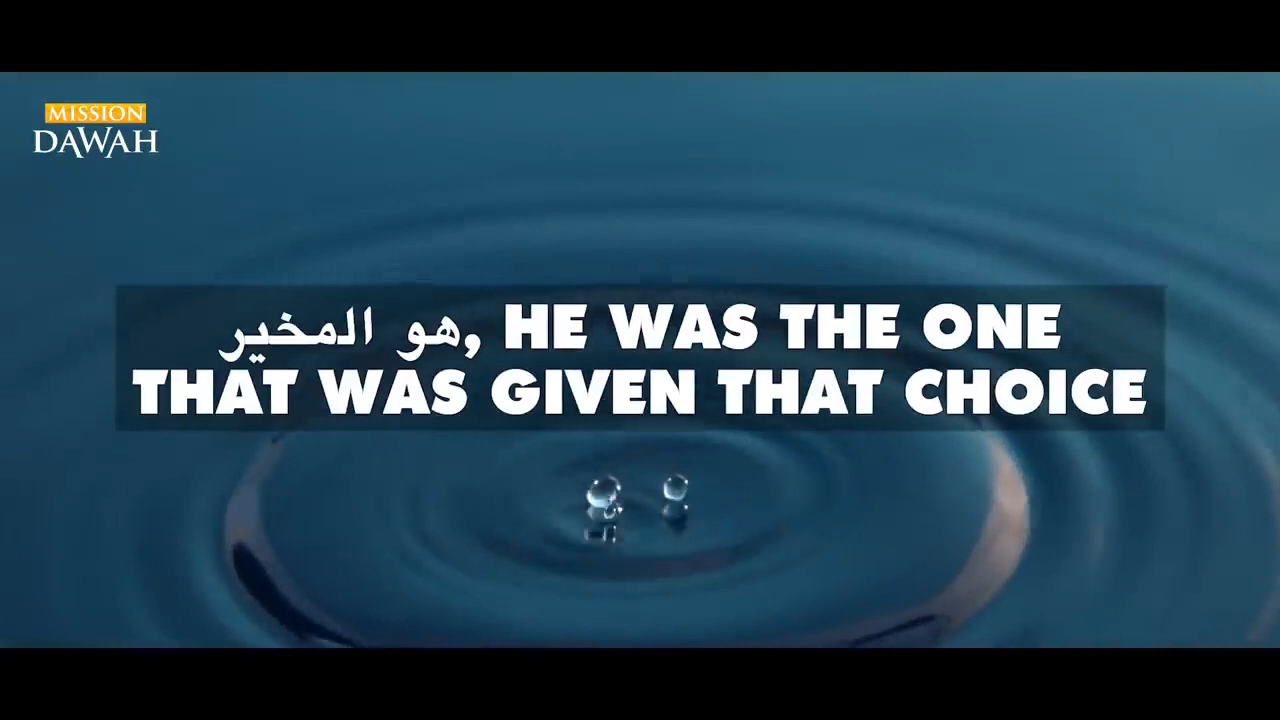 MISSION
DAWAH
هو المخير, HE WAS THE ONE
THAT WAS GIVEN THAT CHOICE